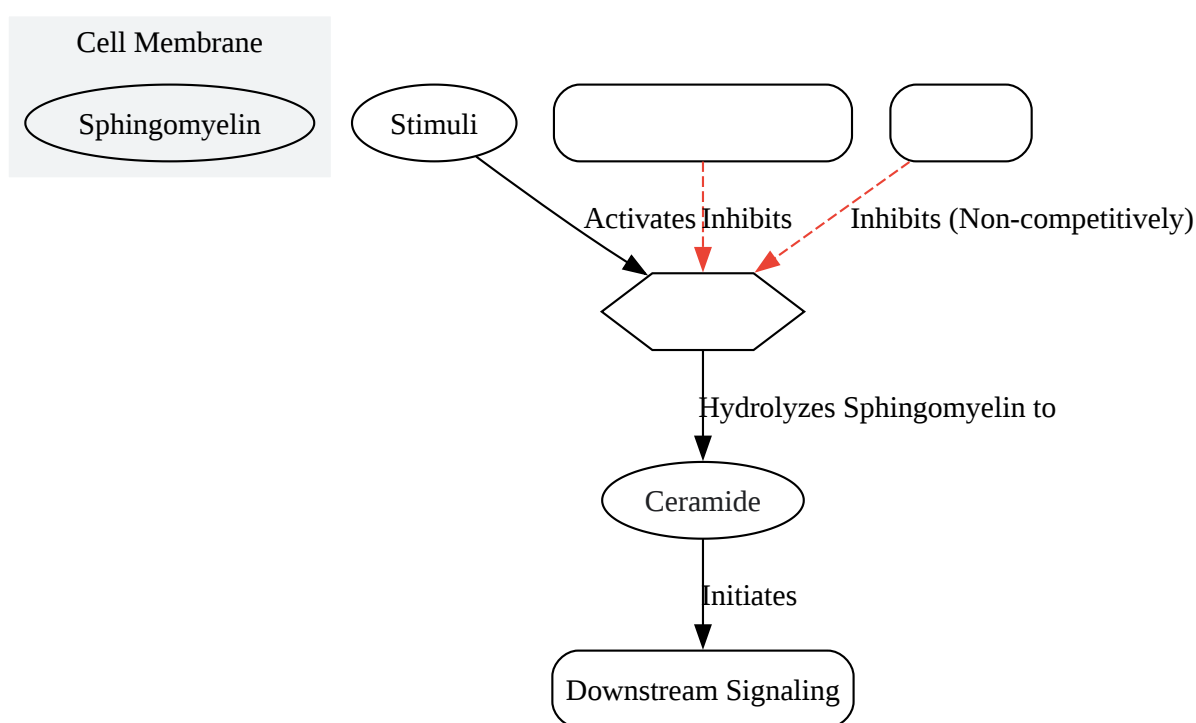 Cell Membrane
Sphingomyelin
Stimuli
Activates
Inhibits
Inhibits (Non-competitively)
Hydrolyzes Sphingomyelin to
Ceramide
Initiates
Downstream Signaling